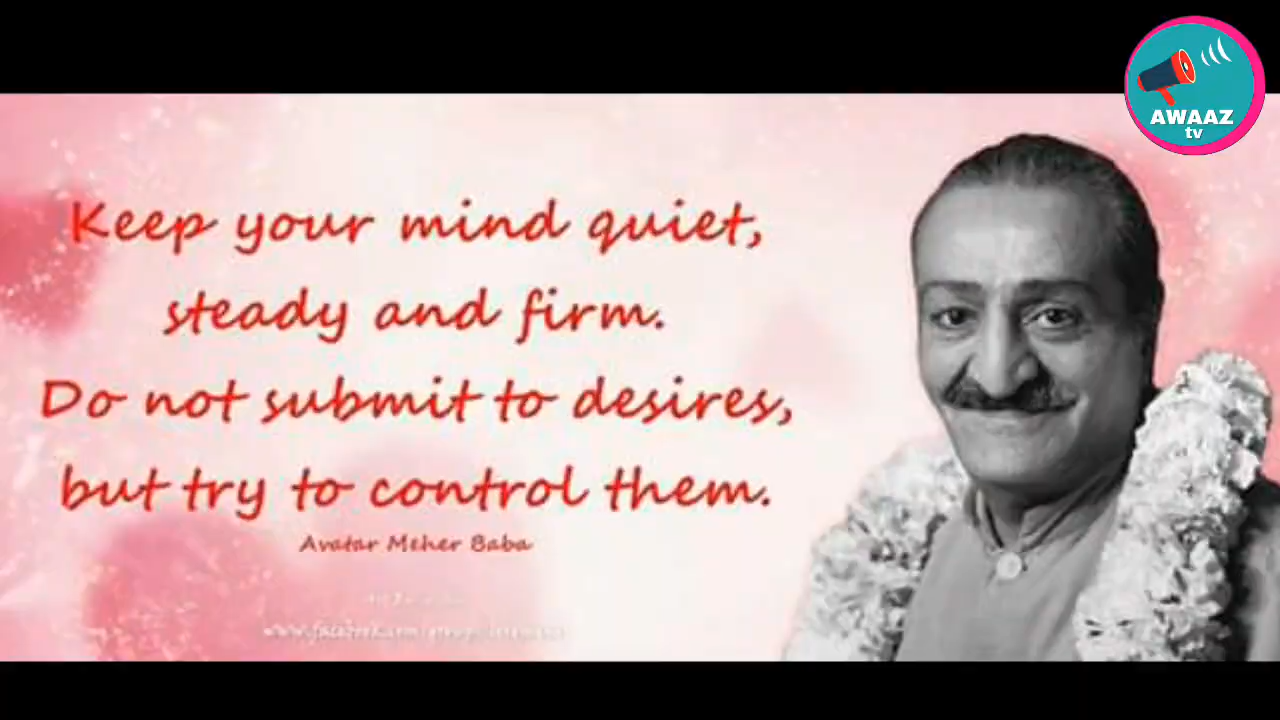 AWAAZ
tv
Keep your mind quiet,
steady and firm.
Do not submit to desires,
but try to control them.
Avatar Meher Baba